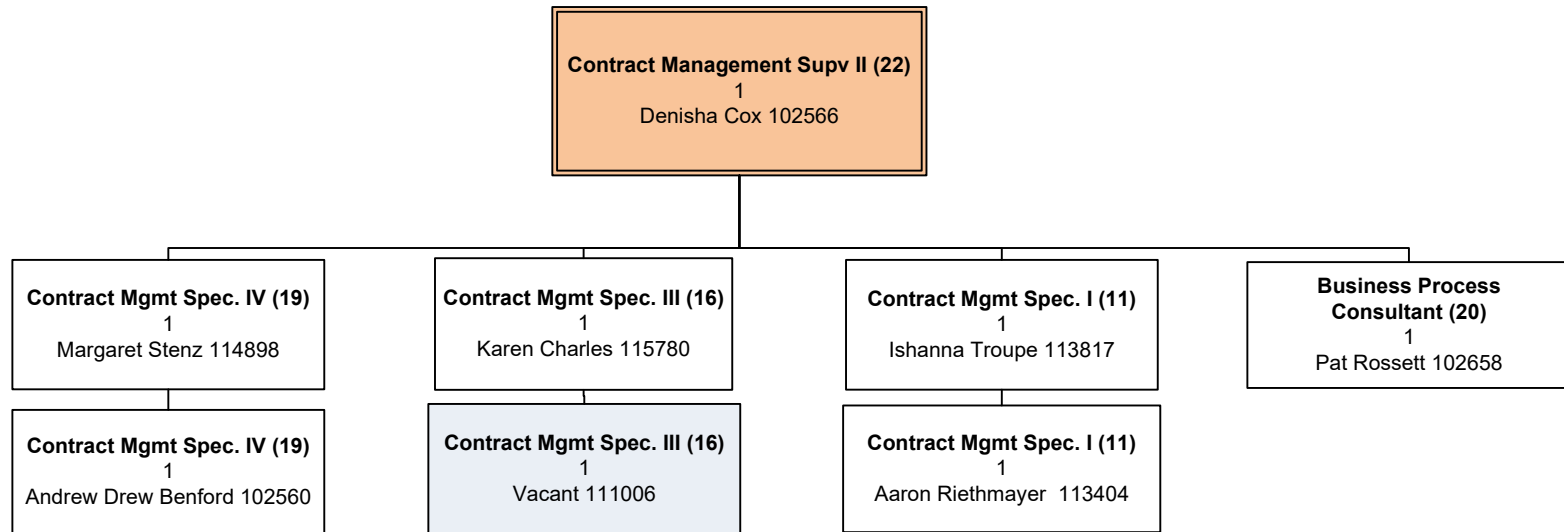 Contract Management Supv II (22)
1
Denisha Cox 102566
Contract Mgmt Spec. IV (19)
1
Margaret Stenz 114898
Contract Mgmt Spec. III (16)
1
Karen Charles 115780
Contract Mgmt Spec. I (11)
1
Ishanna Troupe 113817
Business Process
Consultant (20)
1
Pat Rossett 102658
Contract Mgmt Spec. IV (19)
1
Andrew Drew Benford 102560
Contract Mgmt Spec. III (16)
1
Vacant 111006
Contract Mgmt Spec. I (11)
1
Aaron Riethmayer 113404